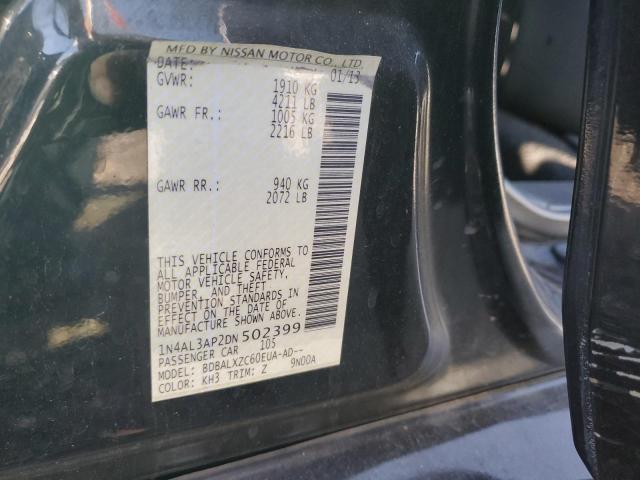 MFD BY NISSAN MOTOR CO., LTD.
DATE: 01/13
GVWR: 1910 KG
4211 LB
GAWR FR.: 1005 KG
2216 LB
GAWR RR.: 940 KG
2072 LB
THIS VEHICLE CONFORMS TO
ALL APPLICABLE FEDERAL
MOTOR VEHICLE SAFETY,
BUMPER, AND THEFT
PREVENTION STANDARDS IN
EFFECT ON THE DATE OF
MANUFACTURE SHOWN ABOVE.
1N4AL3AP2DN502399
PASSENGER CAR 105
MODEL: BDBALXZC60EUA-AD--
COLOR: KH3 TRIM: Z 9N00A